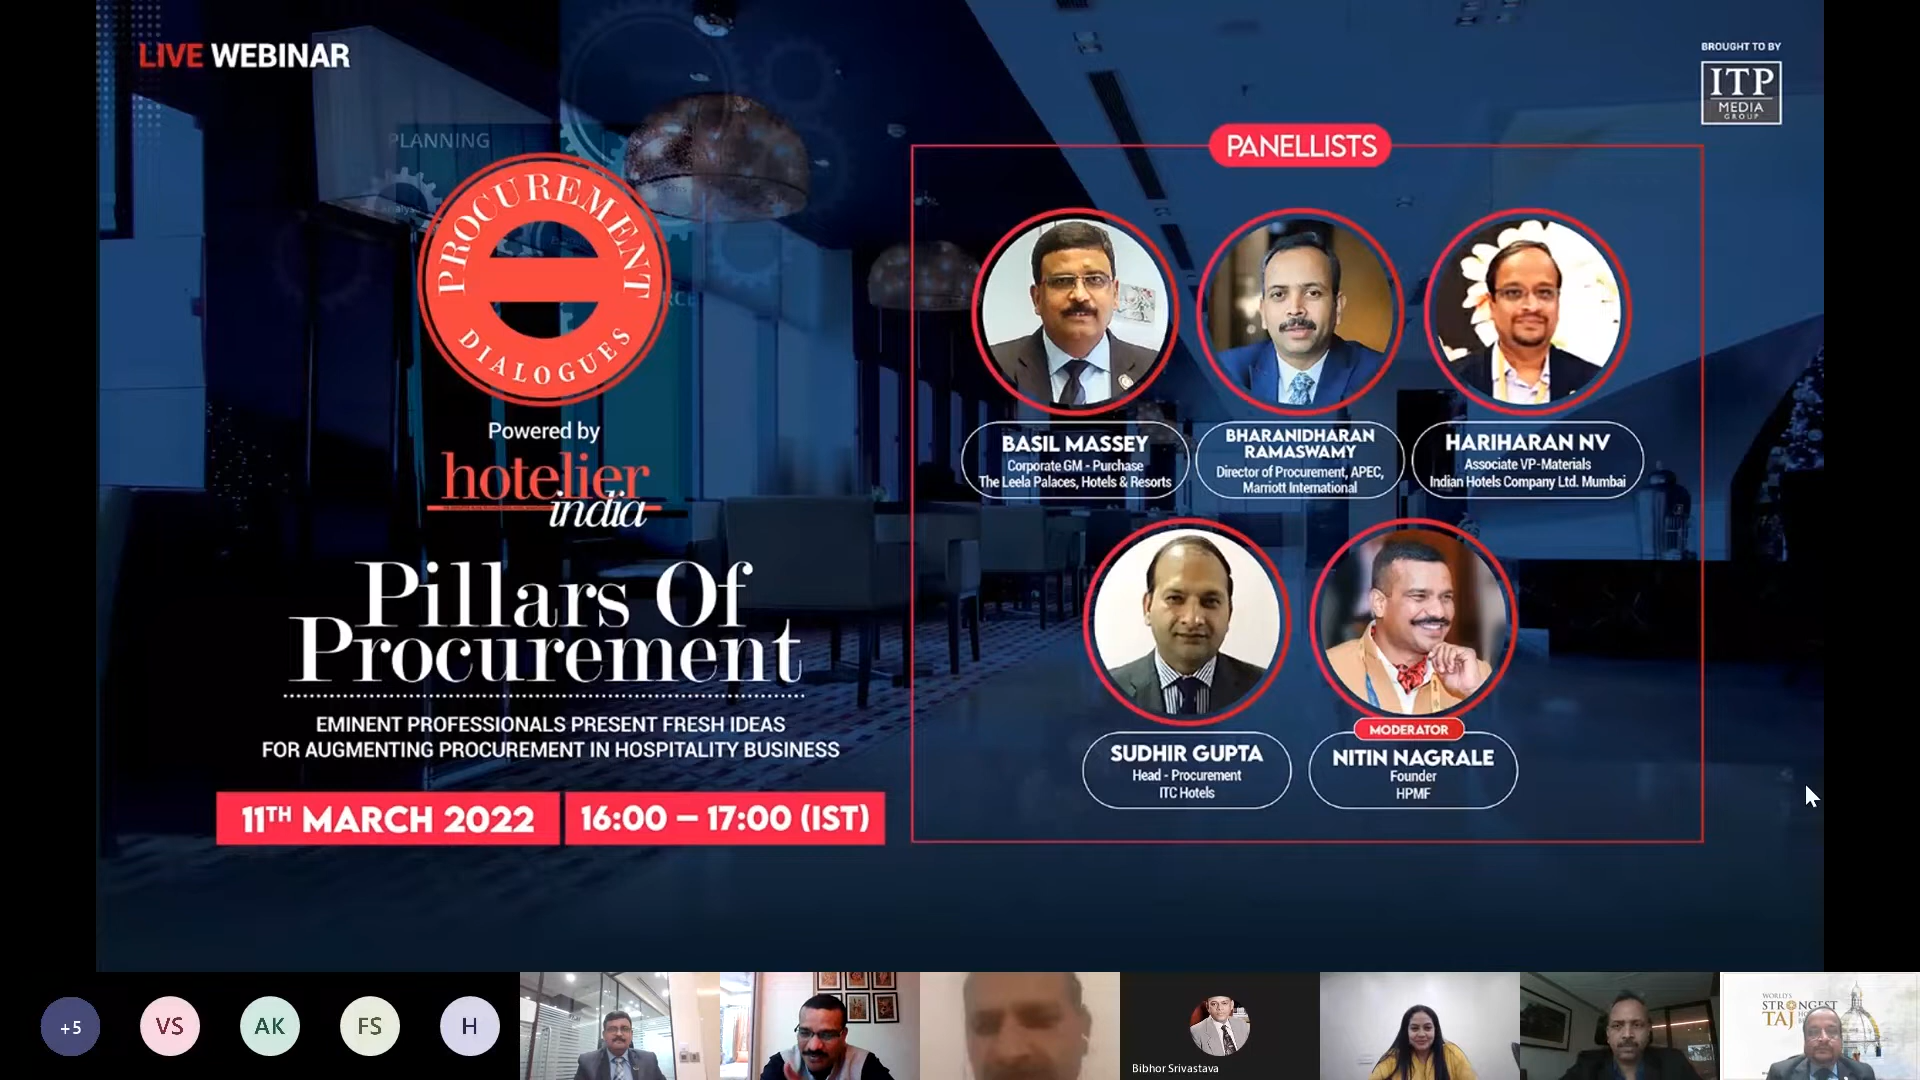 LIVE WEBINAR
BROUGHT TO BY
ITP
MEDIA
GROUP
PLANNING
PROCUREMENT
DIALOGUES
Powered by
hotelier
india
Pillars Of
Procurement
EMINENT PROFESSIONALS PRESENT FRESH IDEAS
FOR AUGMENTING PROCUREMENT IN HOSPITALITY BUSINESS
11TH MARCH 2022
16:00 – 17:00 (IST)
PANELLISTS
BASIL MASSEY
Corporate GM - Purchase
The Leela Palaces, Hotels & Resorts
BHARANIDHARAN
RAMASWAMY
Director of Procurement, APEC,
Marriott International
HARIHARAN NV
Associate VP-Materials
Indian Hotels Company Ltd. Mumbai
SUDHIR GUPTA
Head - Procurement
ITC Hotels
MODERATOR
NITIN NAGRALE
Founder
HPMF
+5
VS
AK
FS
H
Bibhor Srivastava
WORLD'S
STRONGEST
TAJ